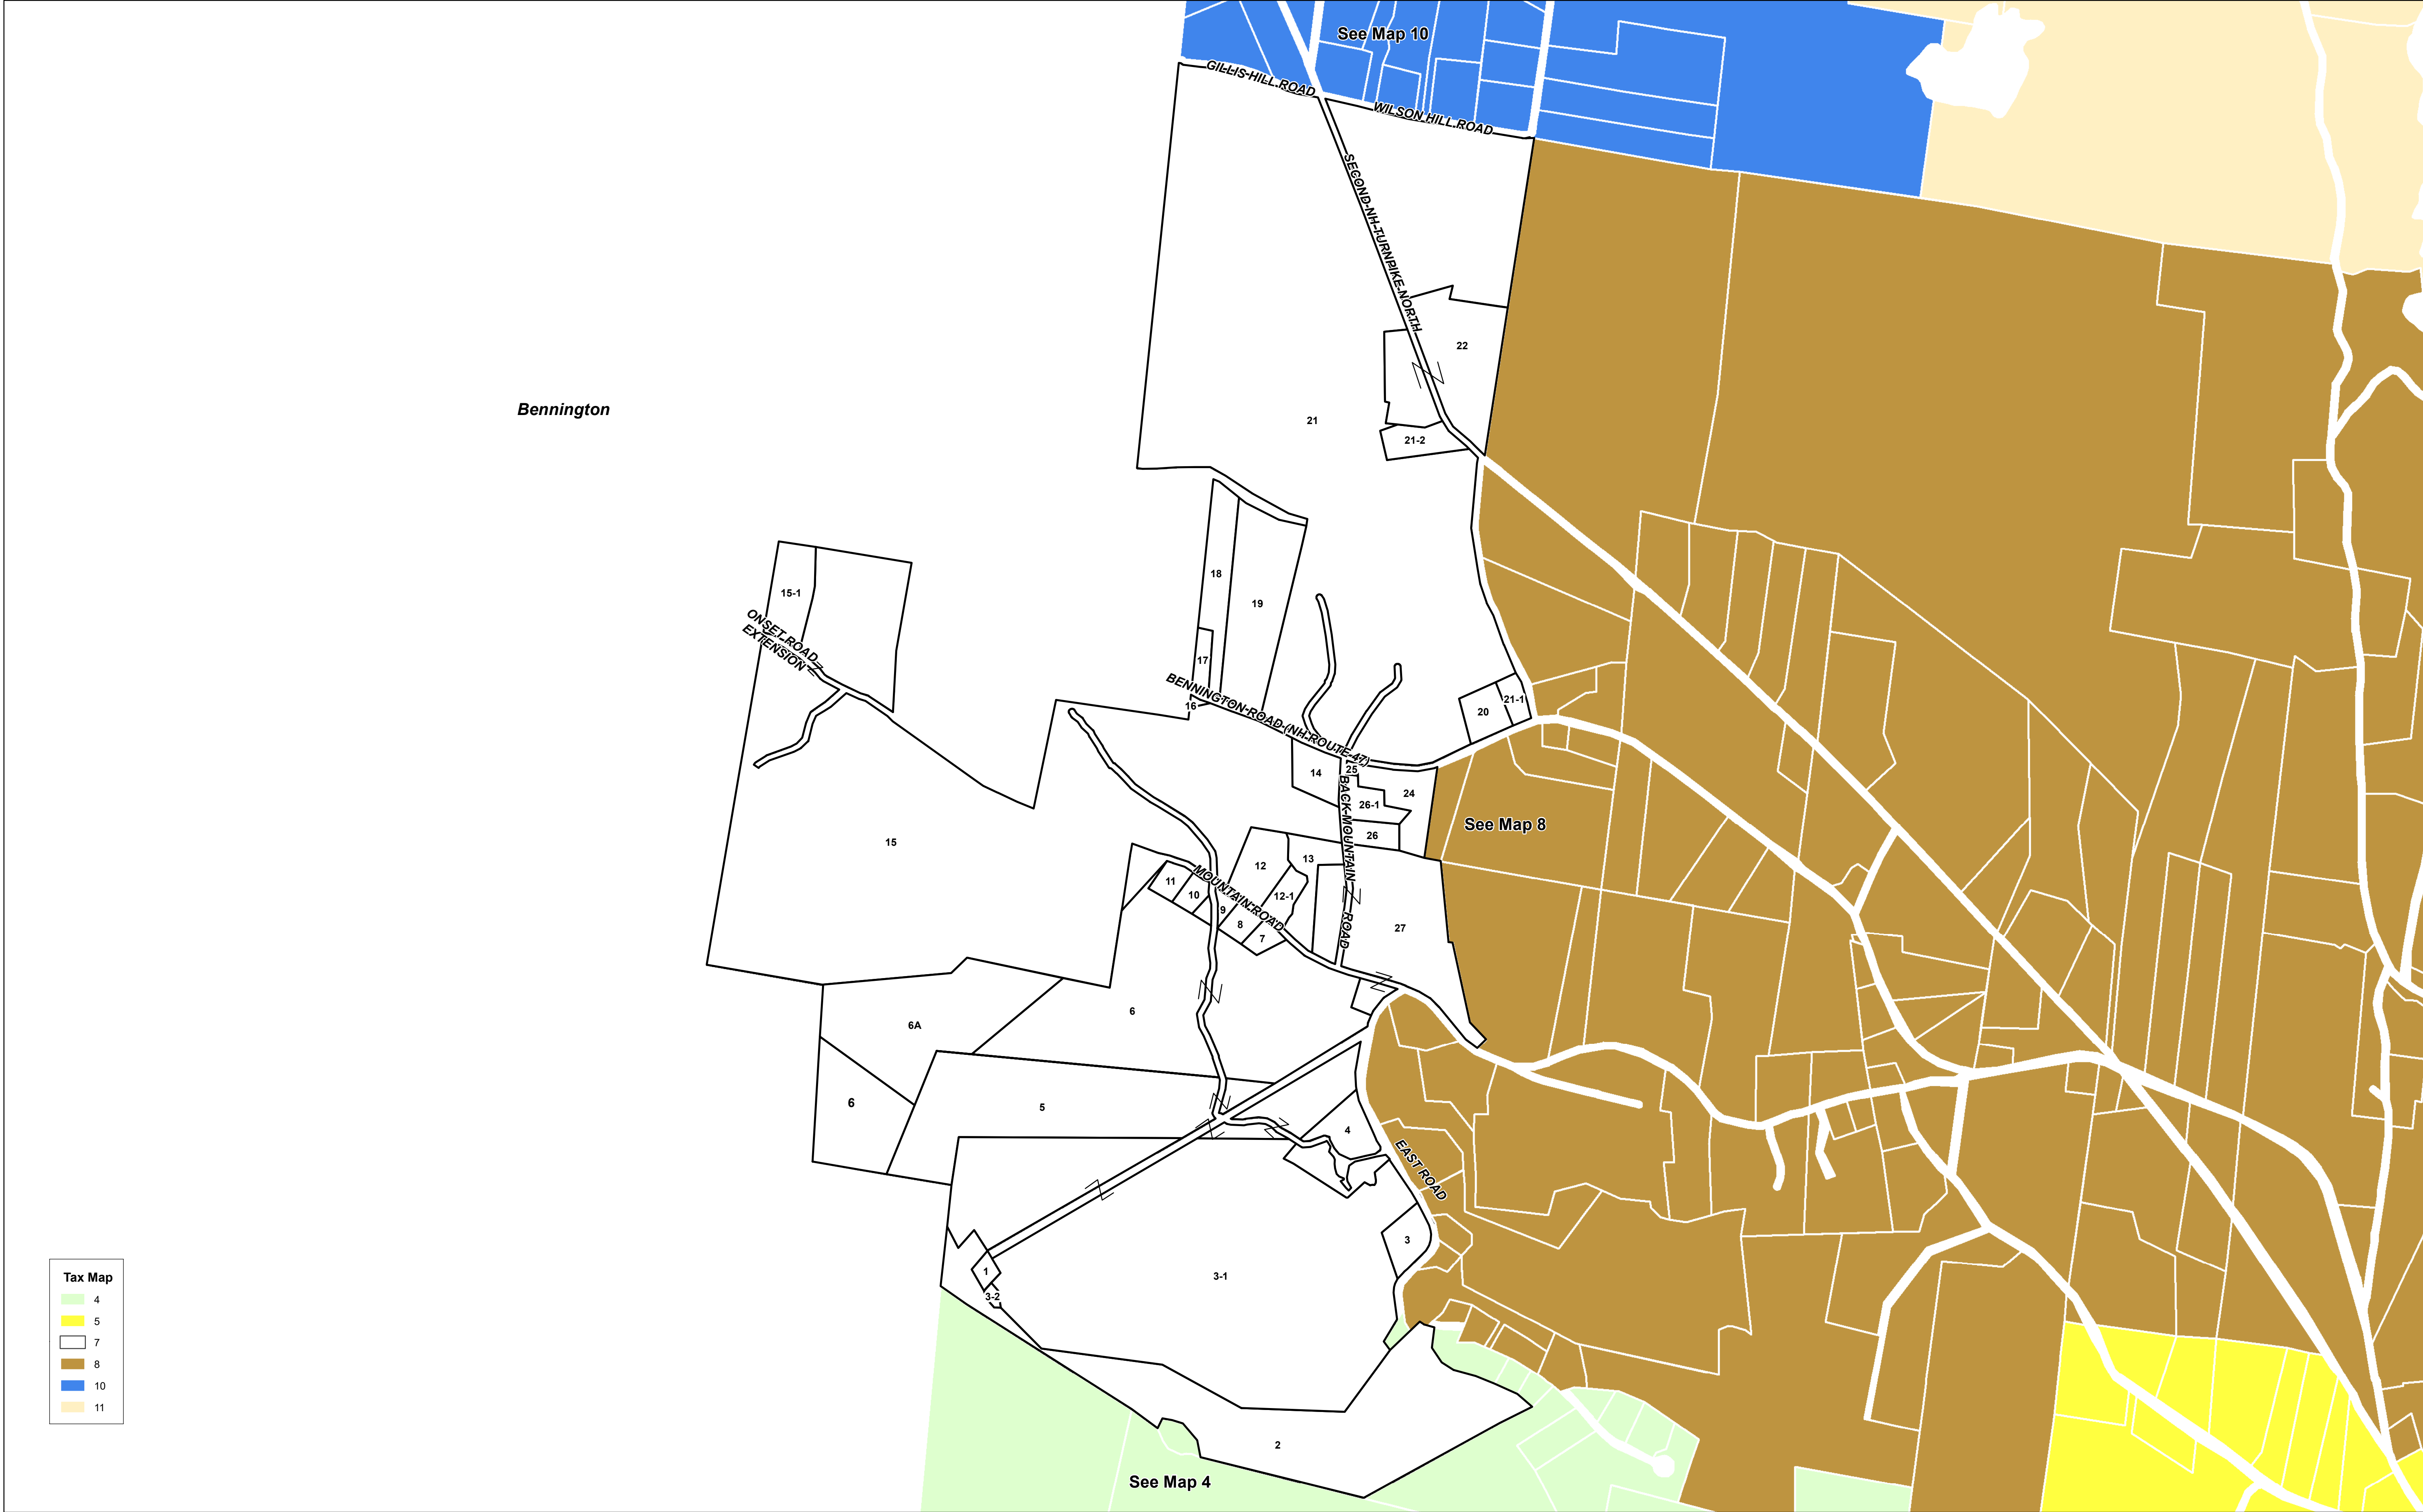 See Map 10
GILLIS HILL ROAD
WILSON HILL ROAD
SECOND NH TURNPIKE NORTH
22
Bennington
21
21-2
18
15-1
19
ONSET ROAD
EXTENSION
17
BENNINGTON ROAD (NH ROUTE 47)
16
20
21-1
14
25
24
26-1
BACK MOUNTAIN ROAD
See Map 8
26
15
12
13
11
10
12-1
MOUNTAIN ROAD
9
8
7
27
6
6A
6
5
4
EAST ROAD
3
1
3-1
3-2
2
See Map 4
Tax Map
4
5
7
8
10
11